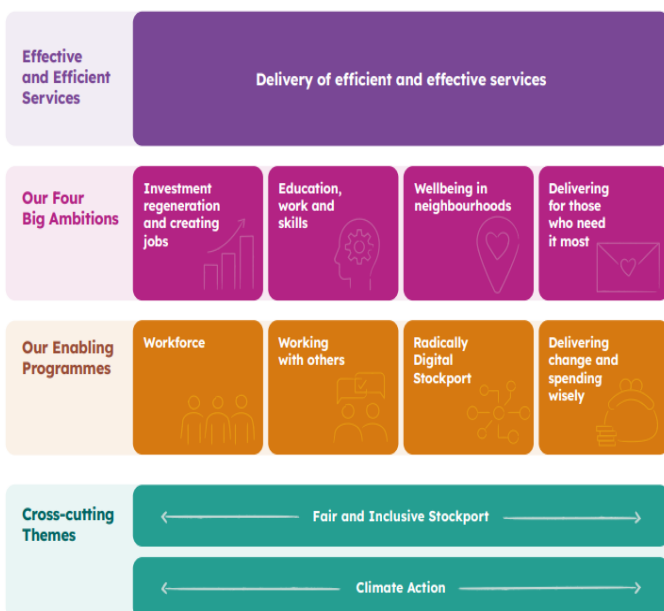 Effective
and Efficient
Services
Delivery of efficient and effective services
Our Four
Big Ambitions
Investment
regeneration
and creating
jobs
Education,
work and
skills
Wellbeing in
neighbourhoods
Delivering
for those
who need
it most
Our Enabling
Programmes
Workforce
Working
with others
Radically
Digital
Stockport
Delivering
change and
spending
wisely
Cross-cutting
Themes
Fair and Inclusive Stockport
Climate Action